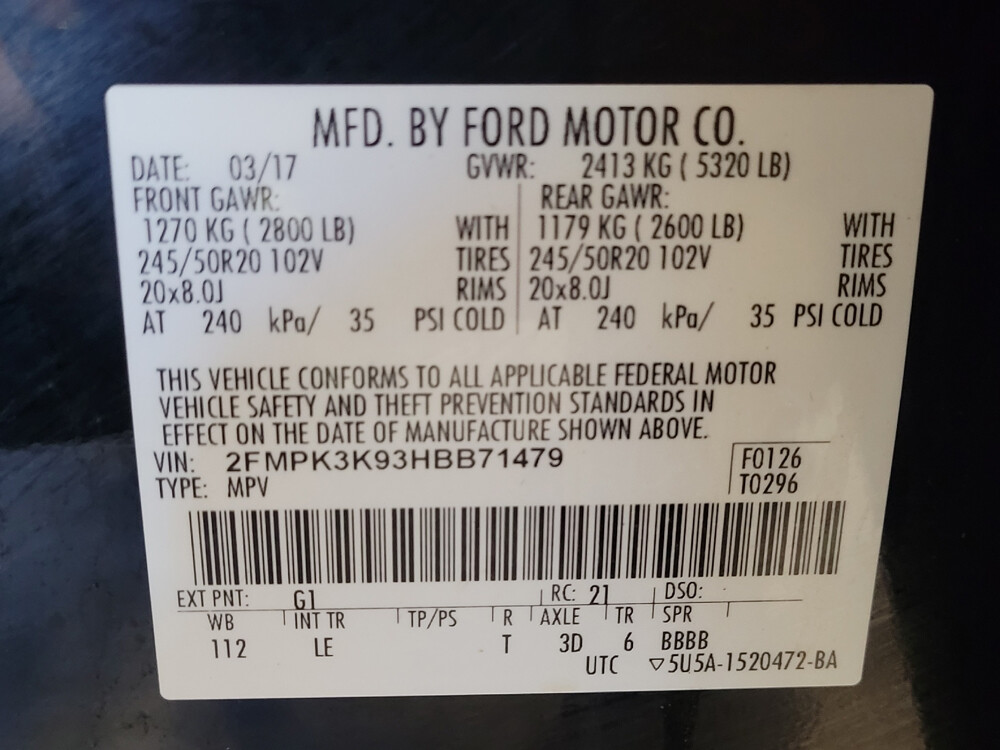 MFD. BY FORD MOTOR CO.
DATE: 03/17 GVWR: 2413 KG ( 5320 LB)
FRONT GAWR: REAR GAWR:
1270 KG ( 2800 LB) WITH 1179 KG ( 2600 LB) WITH
245/50R20 102V TIRES 245/50R20 102V TIRES
20x8.0J RIMS 20x8.0J RIMS
AT 240 kPa/ 35 PSI COLD AT 240 kPa/ 35 PSI COLD
THIS VEHICLE CONFORMS TO ALL APPLICABLE FEDERAL MOTOR
VEHICLE SAFETY AND THEFT PREVENTION STANDARDS IN
EFFECT ON THE DATE OF MANUFACTURE SHOWN ABOVE.
VIN: 2FMPK3K93HBB71479 F0126
TYPE: MPV T0296
EXT PNT: G1 RC: 21 DSO:
WB INT TR TP/PS R AXLE TR SPR
112 LE T 3D 6 BBBB
UTC ▽5U5A-1520472-BA